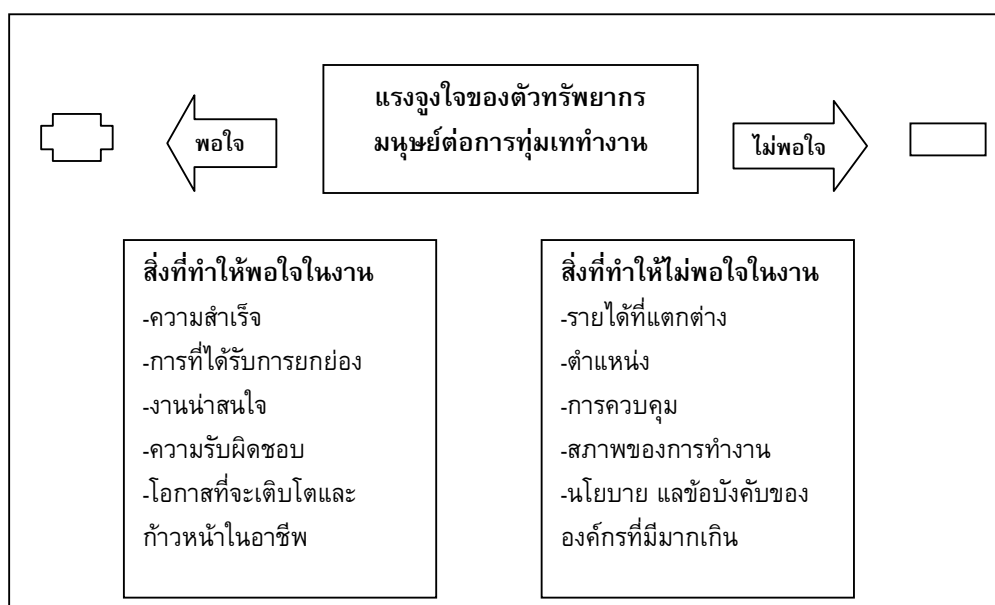 แรงจูงใจของตัวทรัพยากร
มนุษย์ต่อการทุ่มเททำงาน
พอใจ
ไม่พอใจ
สิ่งที่ทำให้พอใจในงาน
-ความสำเร็จ
-การที่ได้รับการยกย่อง
-งานน่าสนใจ
-ความรับผิดชอบ
-โอกาสที่จะเติบโตและ
ก้าวหน้าในอาชีพ
สิ่งที่ทำให้ไม่พอใจในงาน
-รายได้ที่แตกต่าง
-ตำแหน่ง
-การควบคุม
-สภาพของการทำงาน
-นโยบาย แลข้อบังคับของ
องค์กรที่มีมากเกิน